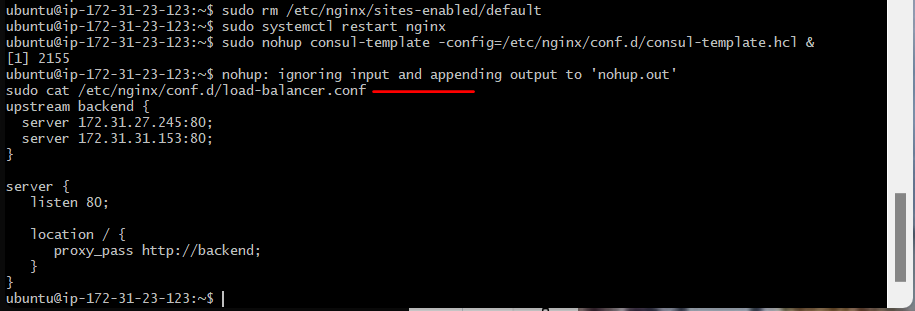 ubuntu@ip-172-31-23-123:~$ sudo rm /etc/nginx/sites-enabled/default
ubuntu@ip-172-31-23-123:~$ sudo systemctl restart nginx
ubuntu@ip-172-31-23-123:~$ sudo nohup consul-template -config=/etc/nginx/conf.d/consul-template.hcl &
[1] 2155
ubuntu@ip-172-31-23-123:~$ nohup: ignoring input and appending output to 'nohup.out'
sudo cat /etc/nginx/conf.d/load-balancer.conf
upstream backend {
  server 172.31.27.245:80;
  server 172.31.31.153:80;
}

server {
   listen 80;

   location / {
      proxy_pass http://backend;
   }
}
ubuntu@ip-172-31-23-123:~$